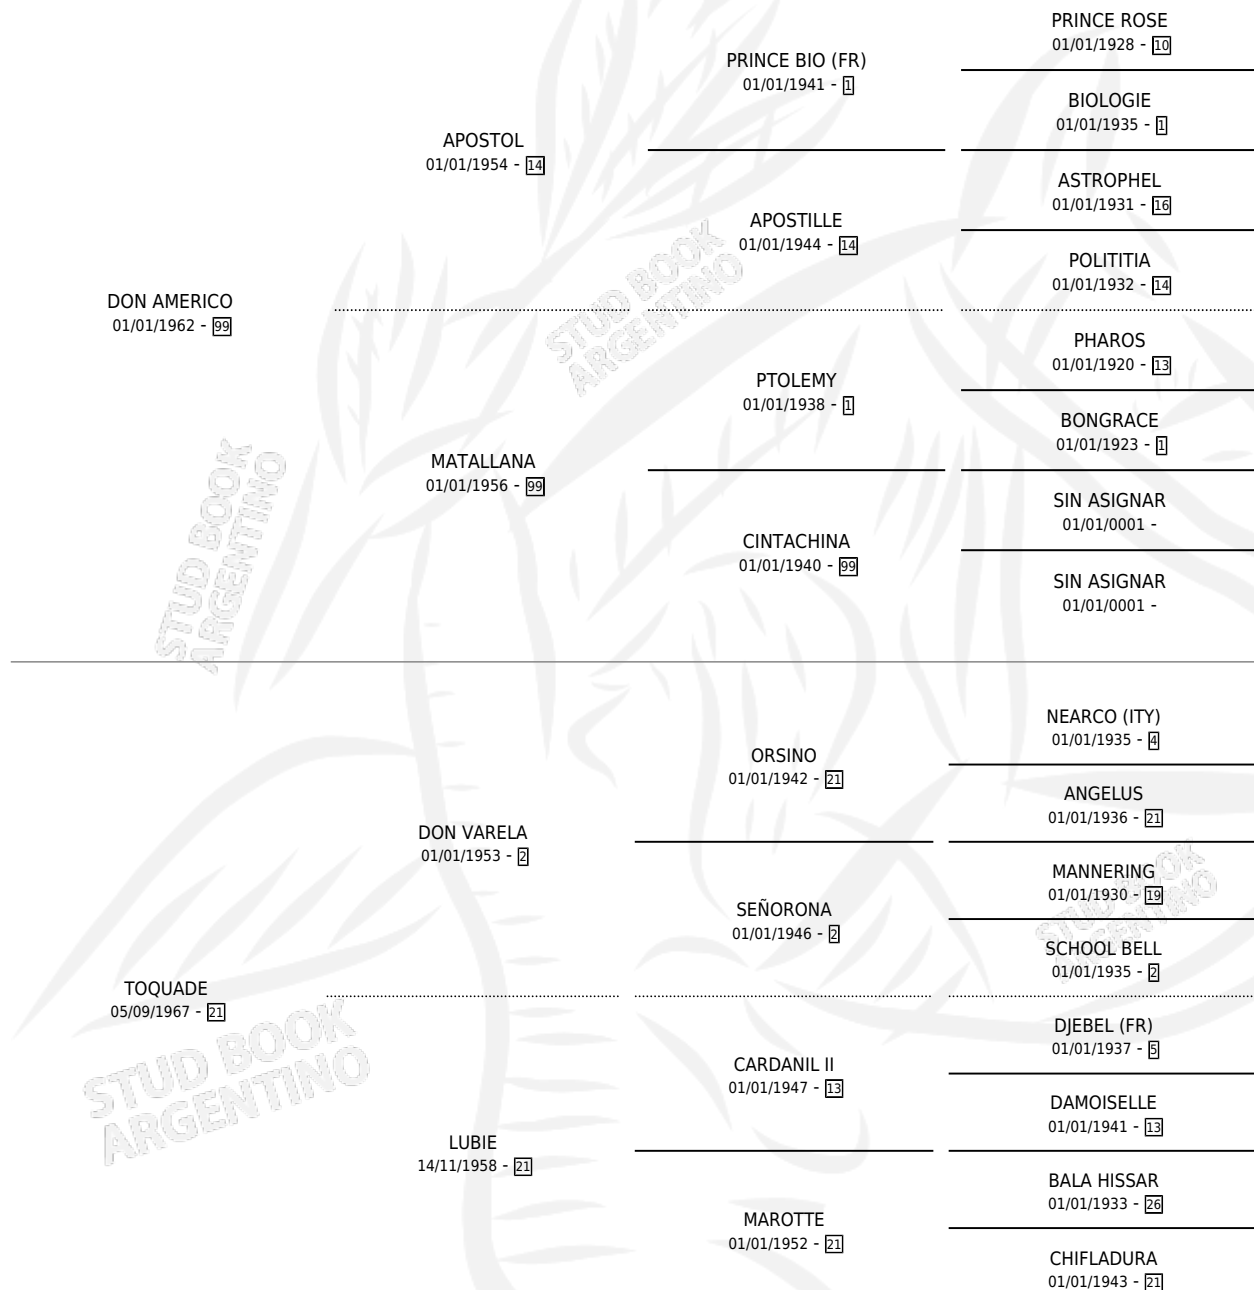 PRINCE ROSE
01/01/1928 - 10
PRINCE BIO (FR)
01/01/1941 - 1
BIOLOGIE
01/01/1935 - 1
APOSTOL
01/01/1954 - 14
ASTROPHEL
01/01/1931 - 16
APOSTILLE
01/01/1944 - 14
POLITITIA
01/01/1932 - 14
DON AMERICO
01/01/1962 - 99
PHAROS
01/01/1920 - 13
PTOLEMY
01/01/1938 - 1
BONGRACE
01/01/1923 - 1
MATALLANA
01/01/1956 - 99
SIN ASIGNAR
01/01/0001 -
CINTACHINA
01/01/1940 - 99
SIN ASIGNAR
01/01/0001 -
STUD BOOK
ARGENTINO
STUD BOOK
ARGENTINO
NEARCO (ITY)
01/01/1935 - 4
ORSINO
01/01/1942 - 21
ANGELUS
01/01/1936 - 21
DON VARELA
01/01/1953 - 2
MANNERING
01/01/1930 - 19
SEÑORONA
01/01/1946 - 2
SCHOOL BELL
01/01/1935 - 2
STUD BOOK
ARGENTINO
TOQUADE
05/09/1967 - 21
DJEBEL (FR)
01/01/1937 - 5
CARDANIL II
01/01/1947 - 13
DAMOISELLE
01/01/1941 - 13
LUBIE
14/11/1958 - 21
BALA HISSAR
01/01/1933 - 26
MAROTTE
01/01/1952 - 21
CHIFLADURA
01/01/1943 - 21
STUD BOOK
ARGENTINO